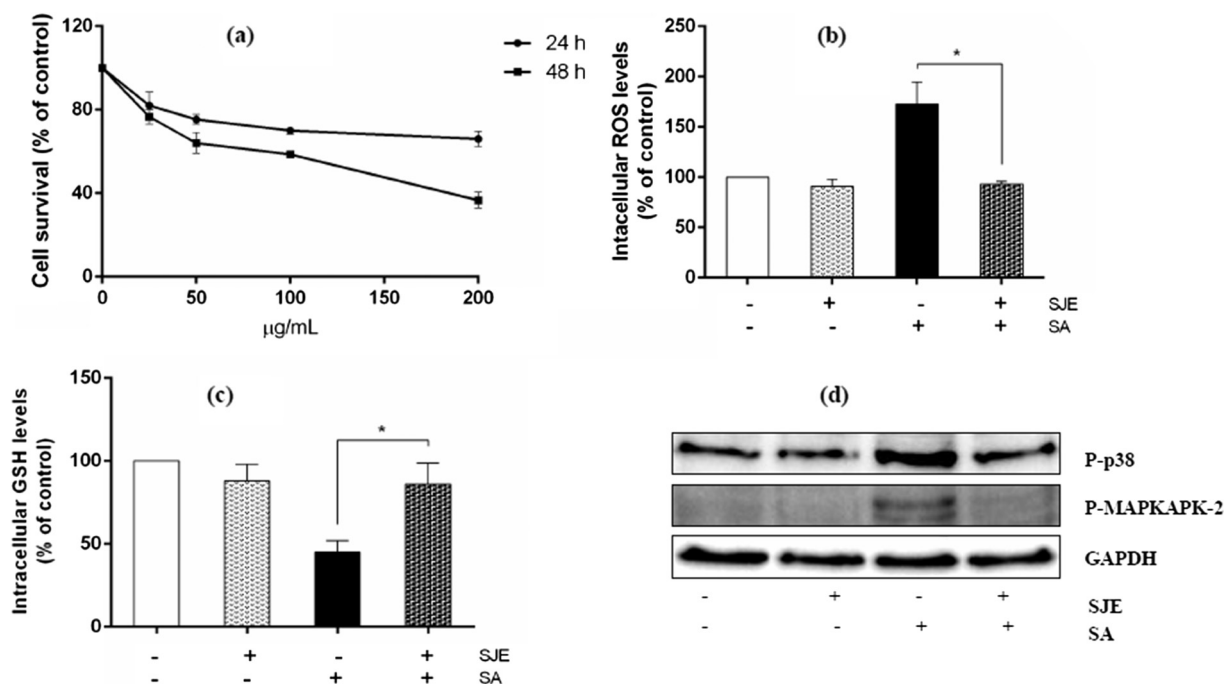 (a)
120
80
40
0
Cell survival (% of control)
0 50 100 150 200
µg/mL
24 h
48 h
(b)
250
200
150
100
50
0
Intacellular ROS levels
(% of control)
*
- + - + SJE
- - + + SA
(c)
150
100
50
0
Intracellular GSH levels
(% of control)
*
- + - + SJE
- - + + SA
(d)
P-p38
P-MAPKAPK-2
GAPDH
- + - + SJE
- - + + SA